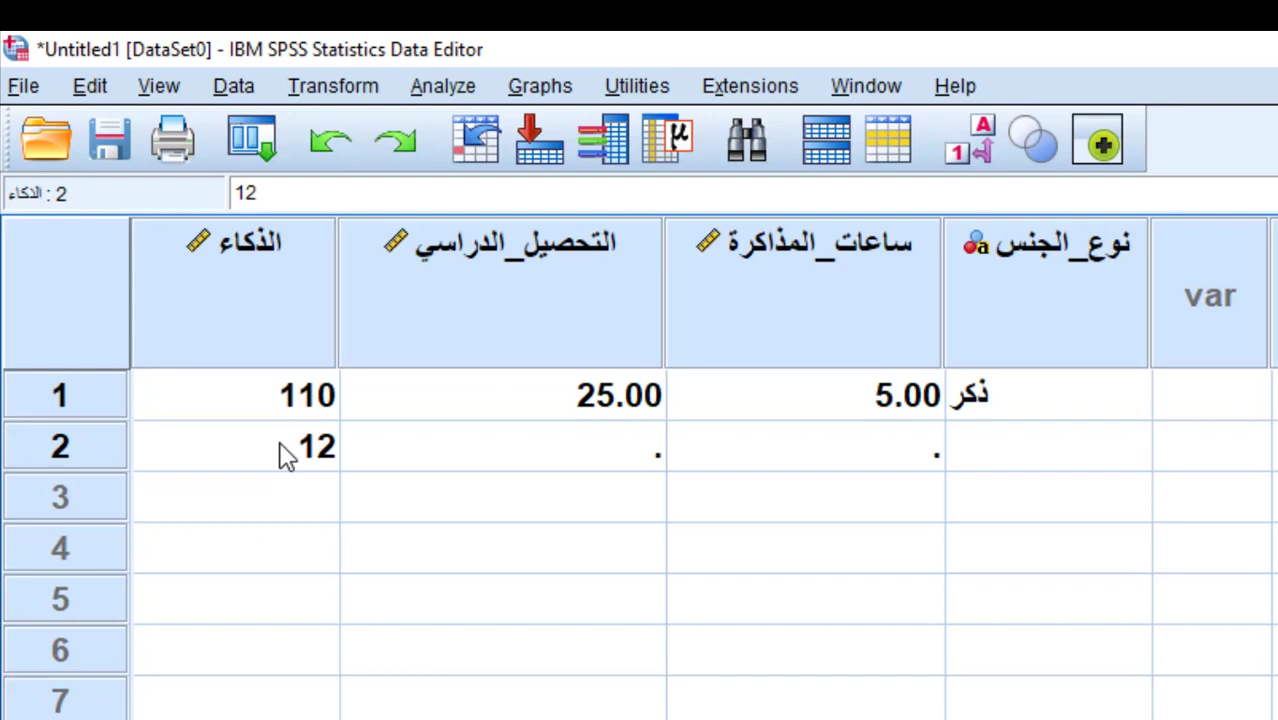 *Untitled1 [DataSet0] - IBM SPSS Statistics Data Editor
File Edit View Data Transform Analyze Graphs Utilities Extensions Window Help
2 : الذكاء 12
الذكاء التحصيل_الدراسي ساعات_المذاكرة نوع_الجنس var
1 110 25.00 5.00 ذكر
2 12 . .
3
4
5
6
7